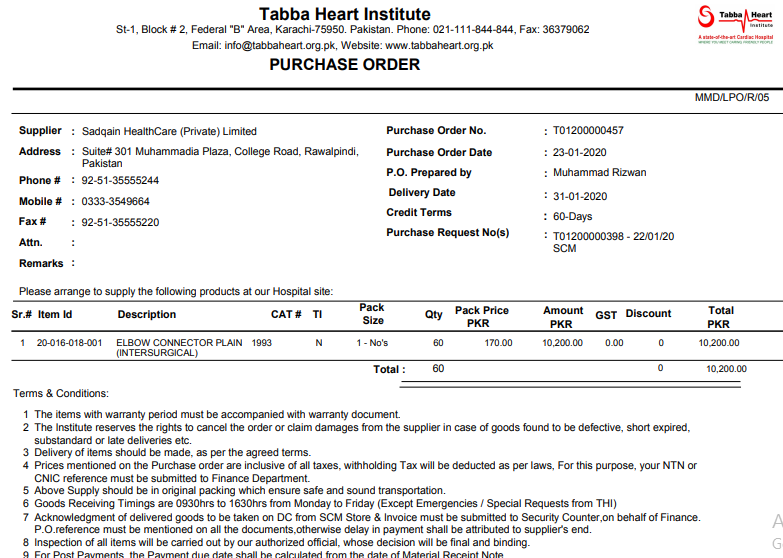 Tabba Heart Institute
St-1, Block # 2, Federal "B" Area, Karachi-75950. Pakistan. Phone: 021-111-844-844, Fax: 36379062
Email: info@tabbaheart.org.pk, Website: www.tabbaheart.org.pk
PURCHASE ORDER
Tabba Heart
Institute
A state-of-the-art Cardiac Hospital
WHERE YOU MEET CARING FRIENDLY PEOPLE
MMD/LPO/R/05
Supplier : Sadqain HealthCare (Private) Limited
Address : Suite# 301 Muhammadia Plaza, College Road, Rawalpindi,
Pakistan
Phone # : 92-51-35555244
Mobile # : 0333-3549664
Fax # : 92-51-35555220
Attn. :
Remarks :
Purchase Order No. : T01200000457
Purchase Order Date : 23-01-2020
P.O. Prepared by : Muhammad Rizwan
Delivery Date : 31-01-2020
Credit Terms : 60-Days
Purchase Request No(s) : T01200000398 - 22/01/20
SCM
Please arrange to supply the following products at our Hospital site:
Sr.# Item Id Description CAT # TI Pack Size Qty Pack Price PKR Amount PKR GST Discount Total PKR
1 20-016-018-001 ELBOW CONNECTOR PLAIN 1993 N 1 - No's 60 170.00 10,200.00 0.00 0 10,200.00
(INTERSURGICAL)
Total : 60 0 10,200.00
Terms & Conditions:
1 The items with warranty period must be accompanied with warranty document.
2 The Institute reserves the rights to cancel the order or claim damages from the supplier in case of goods found to be defective, short expired,
substandard or late deliveries etc.
3 Delivery of items should be made, as per the agreed terms.
4 Prices mentioned on the Purchase order are inclusive of all taxes, withholding Tax will be deducted as per laws, For this purpose, your NTN or
CNIC reference must be submitted to Finance Department.
5 Above Supply should be in original packing which ensure safe and sound transportation.
6 Goods Receiving Timings are 0930hrs to 1630hrs from Monday to Friday (Except Emergencies / Special Requests from THI)
7 Acknowledgment of delivered goods to be taken on DC from SCM Store & Invoice must be submitted to Security Counter,on behalf of Finance.
P.O.reference must be mentioned on all the documents,otherwise delay in payment shall be attributed to supplier's end.
8 Inspection of all items will be carried out by our authorized official, whose decision will be final and binding.
9 For Post Payments, the Payment due date shall be calculated from the date of Material Receipt Note